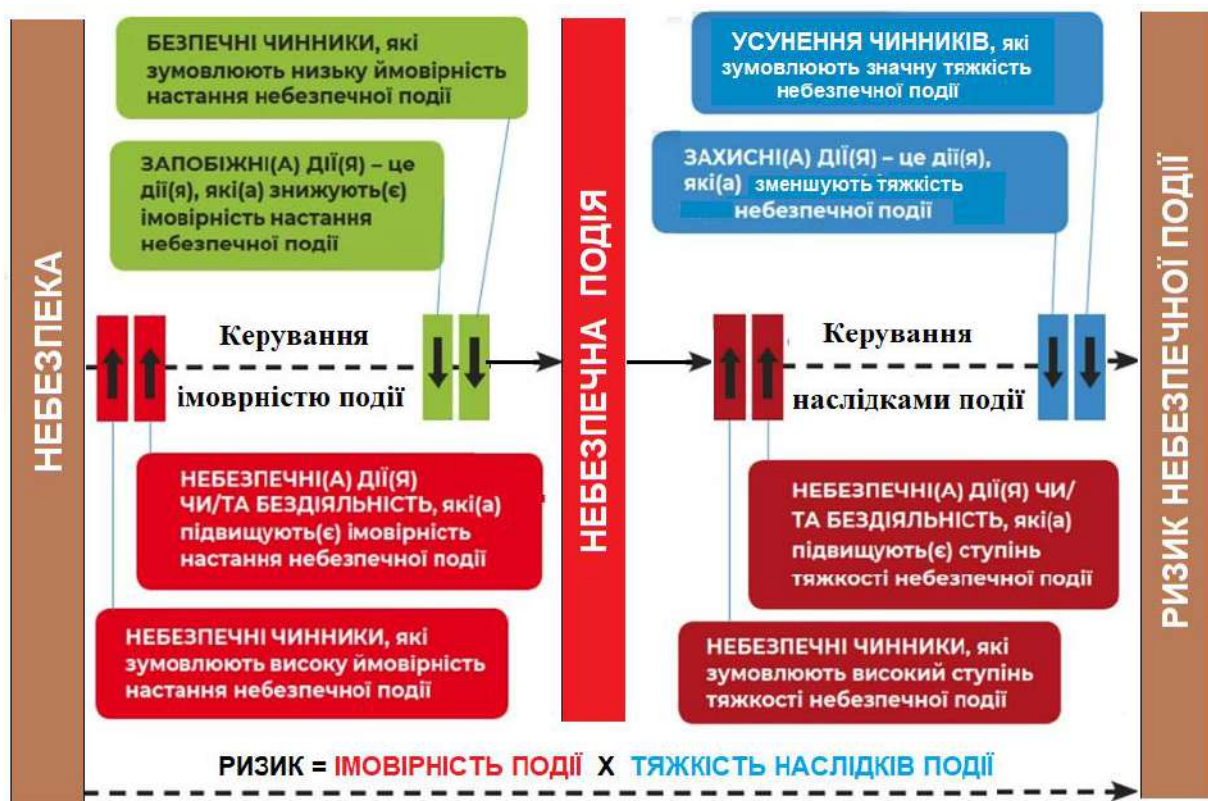 НЕБЕЗПЕКА
БЕЗПЕЧНІ ЧИННИКИ, які
зумовлюють низьку ймовірність
настання небезпечної події
ЗАПОБІЖНІ(А) ДІЇ(Я) – це
дії(я), які(а) знижують(є)
імовірність настання
небезпечної події
Керування
імоврністю події
НЕБЕЗПЕЧНІ(А) ДІЇ(Я)
ЧИ/ТА БЕЗДІЯЛЬНІСТЬ, які(а)
підвищують(є) імовірність
настання небезпечної події
НЕБЕЗПЕЧНІ ЧИННИКИ, які
зумовлюють високу ймовірність
настання небезпечної події
НЕБЕЗПЕЧНА ПОДІЯ
УСУНЕННЯ ЧИННИКІВ, які
зумовлюють значну тяжкість
небезпечної події
ЗАХИСНІ(А) ДІЇ(Я) – це дії(я),
які(а) зменшують тяжкість
небезпечної події
Керування
наслідками події
НЕБЕЗПЕЧНІ(А) ДІЇ(Я) ЧИ/
ТА БЕЗДІЯЛЬНІСТЬ, які(а)
підвищують(є) ступінь
тяжкості небезпечної події
НЕБЕЗПЕЧНІ ЧИННИКИ, які
зумовлюють високий ступінь
тяжкості небезпечної події
РИЗИК НЕБЕЗПЕЧНОЇ ПОДІЇ
РИЗИК = ІМОВІРНІСТЬ ПОДІЇ Х ТЯЖКІСТЬ НАСЛІДКІВ ПОДІЇ